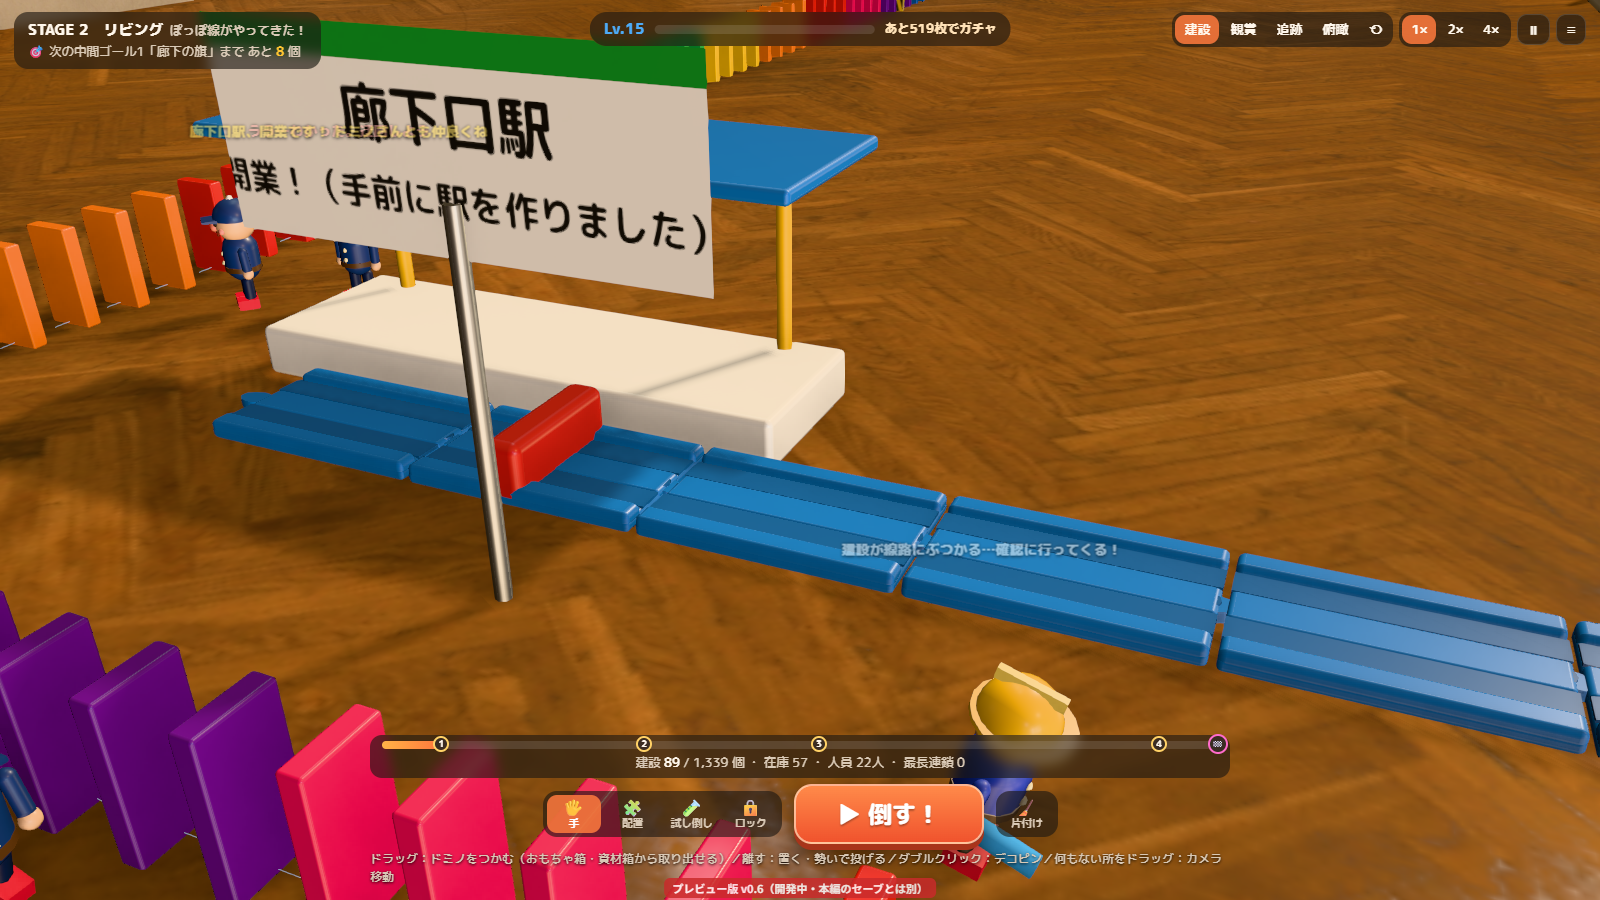 STAGE 2 リビング ぽっぽ線がやってきた！
次の中間ゴール1「廊下の旗」まで あと 8 個
Lv.15
あと519枚でガチャ
建設
観賞
追跡
俯瞰
1×
2×
4×
廊下口駅
開業！（手前に駅を作りました）
建設が線路にぶつかる…確認に行ってくる！
1
2
3
4
建設 89 / 1,339 個 ・ 在庫 57 ・ 人員 22人 ・ 最長連鎖 0
手
配置
試し倒し
ロック
▶ 倒す！
片付け
ドラッグ：ドミノをつかむ（おもちゃ箱・資材箱から取り出せる）／離す：置く・勢いで投げる／ダブルクリック：デコピン／何もない所をドラッグ：カメラ
移動
プレビュー版 v0.6（開発中・本編のセーブとは別）